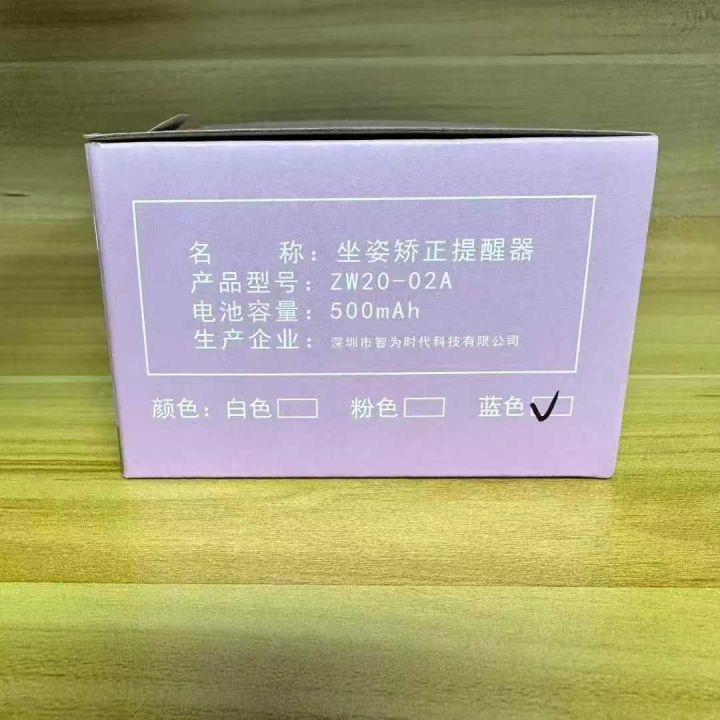 名 称：坐姿矫正提醒器
产品型号：ZW20-02A
电池容量：500mAh
生产企业：深圳市智为时代科技有限公司
颜色：白色 粉色 蓝色